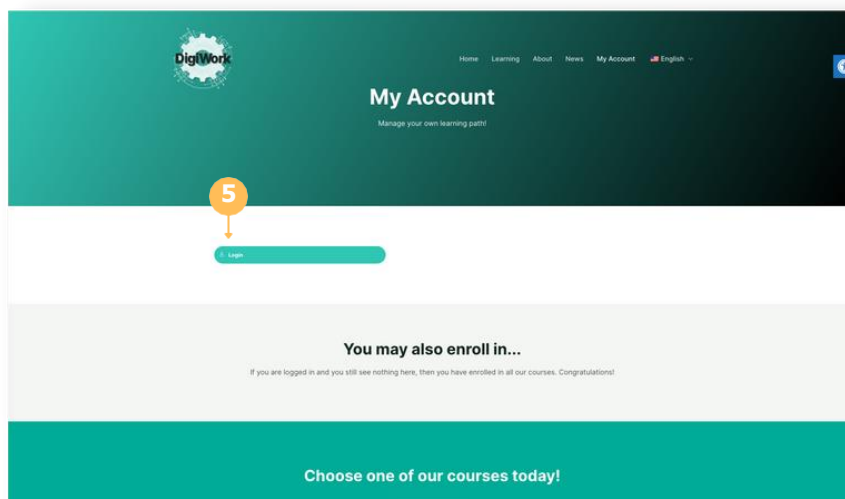 DigiWork
Home Learning About News My Account English
My Account
Manage your own learning path!
5
Login
You may also enroll in...
If you are logged in and you still see nothing here, then you have enrolled in all our courses. Congratulations!
Choose one of our courses today!